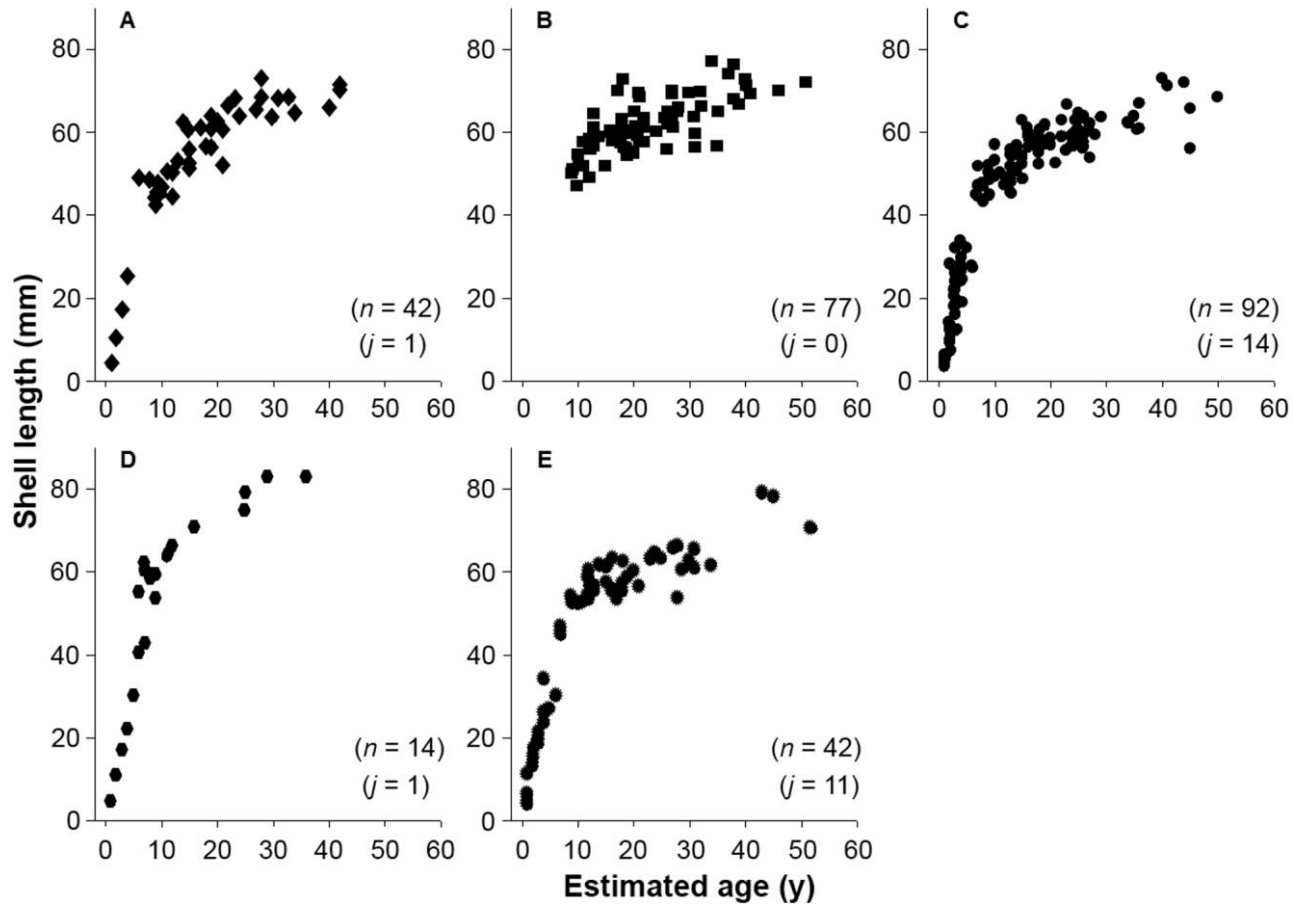 A
80
60
40
20
0
(n = 42)
(j = 1)
0 10 20 30 40 50 60
B
80
60
40
20
0
(n = 77)
(j = 0)
0 10 20 30 40 50 60
C
80
60
40
20
0
(n = 92)
(j = 14)
0 10 20 30 40 50 60
Shell length (mm)
D
80
60
40
20
0
(n = 14)
(j = 1)
0 10 20 30 40 50 60
E
80
60
40
20
0
(n = 42)
(j = 11)
0 10 20 30 40 50 60
Estimated age (y)